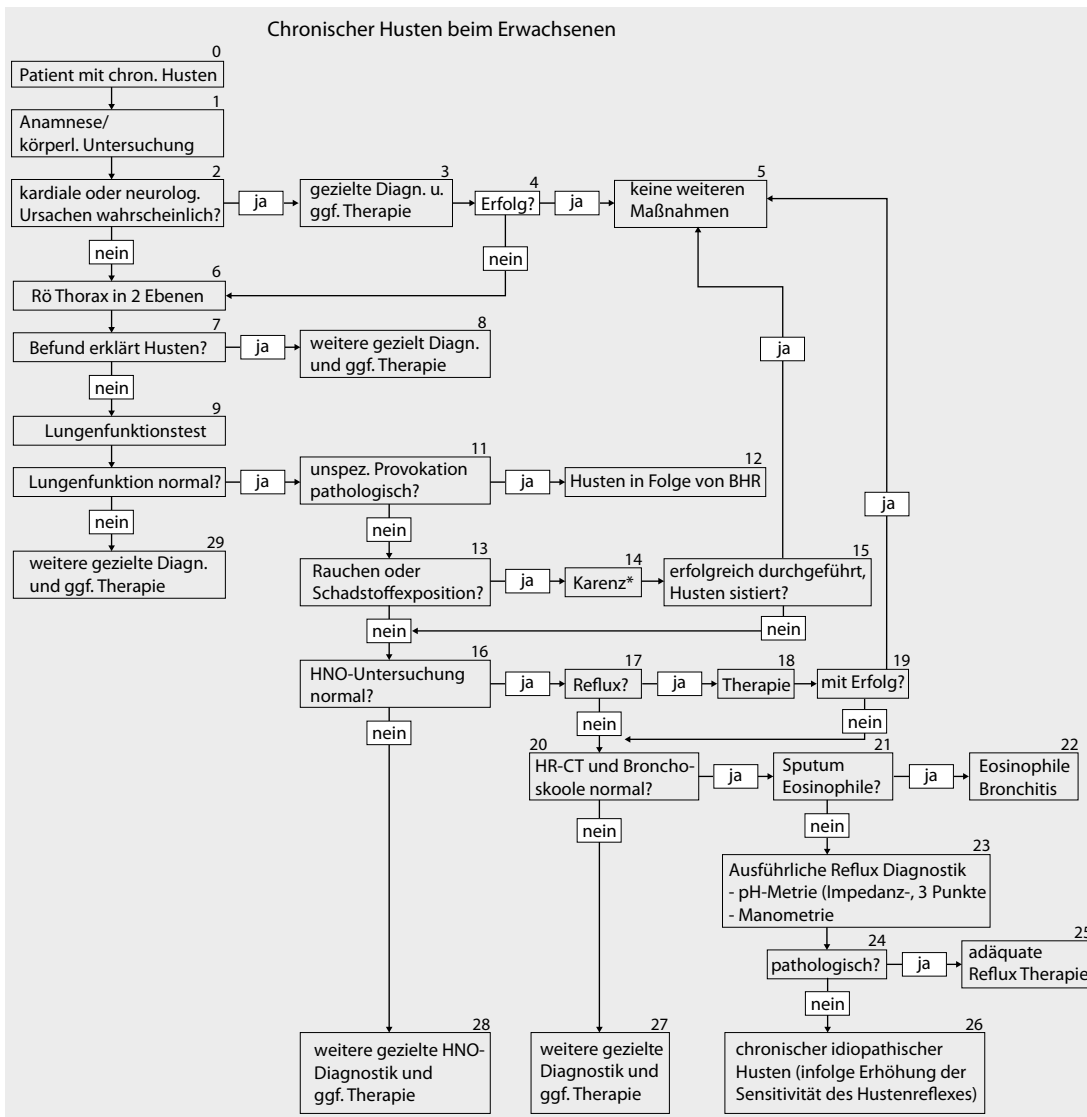 Chronischer Husten beim Erwachsenen
0
Patient mit chron. Husten
1
Anamnese/
körperl. Untersuchung
2
kardiale oder neurolog.
Ursachen wahrscheinlich?
ja
3
gezielte Diagn. u.
ggf. Therapie
4
Erfolg?
ja
5
keine weiteren
Maßnahmen
nein
nein
6
Rö Thorax in 2 Ebenen
7
Befund erklärt Husten?
ja
8
weitere gezielt Diagn.
und ggf. Therapie
ja
nein
9
Lungenfunktionstest
Lungenfunktion normal?
ja
11
unspez. Provokation
pathologisch?
ja
12
Husten in Folge von BHR
ja
nein
29
weitere gezielte Diagn.
und ggf. Therapie
nein
13
Rauchen oder
Schadstoffexposition?
ja
14
Karenz*
15
erfolgreich durchgeführt,
Husten sistiert?
nein
nein
16
HNO-Untersuchung
normal?
ja
17
Reflux?
ja
18
Therapie
19
mit Erfolg?
nein
nein
nein
20
HR-CT und Broncho-
skoole normal?
ja
21
Sputum
Eosinophile?
ja
22
Eosinophile
Bronchitis
nein
nein
23
Ausführliche Reflux Diagnostik
- pH-Metrie (Impedanz-, 3 Punkte
- Manometrie
24
pathologisch?
ja
25
adäquate
Reflux Therapie
nein
28
weitere gezielte HNO-
Diagnostik und
ggf. Therapie
27
weitere gezielte
Diagnostik und
ggf. Therapie
26
chronischer idiopathischer
Husten (infolge Erhöhung der
Sensitivität des Hustenreflexes)